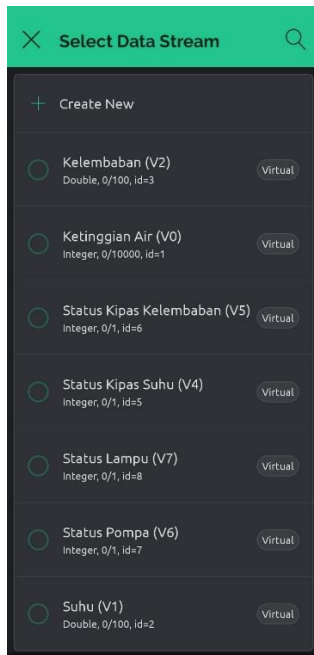 Select Data Stream
Create New
Kelembaban (V2)
Double, 0/100, id=3
Virtual
Ketinggian Air (V0)
Integer, 0/10000, id=1
Virtual
Status Kipas Kelembaban (V5)
Integer, 0/1, id=6
Virtual
Status Kipas Suhu (V4)
Integer, 0/1, id=5
Virtual
Status Lampu (V7)
Integer, 0/1, id=8
Virtual
Status Pompa (V6)
Integer, 0/1, id=7
Virtual
Suhu (V1)
Double, 0/100, id=2
Virtual